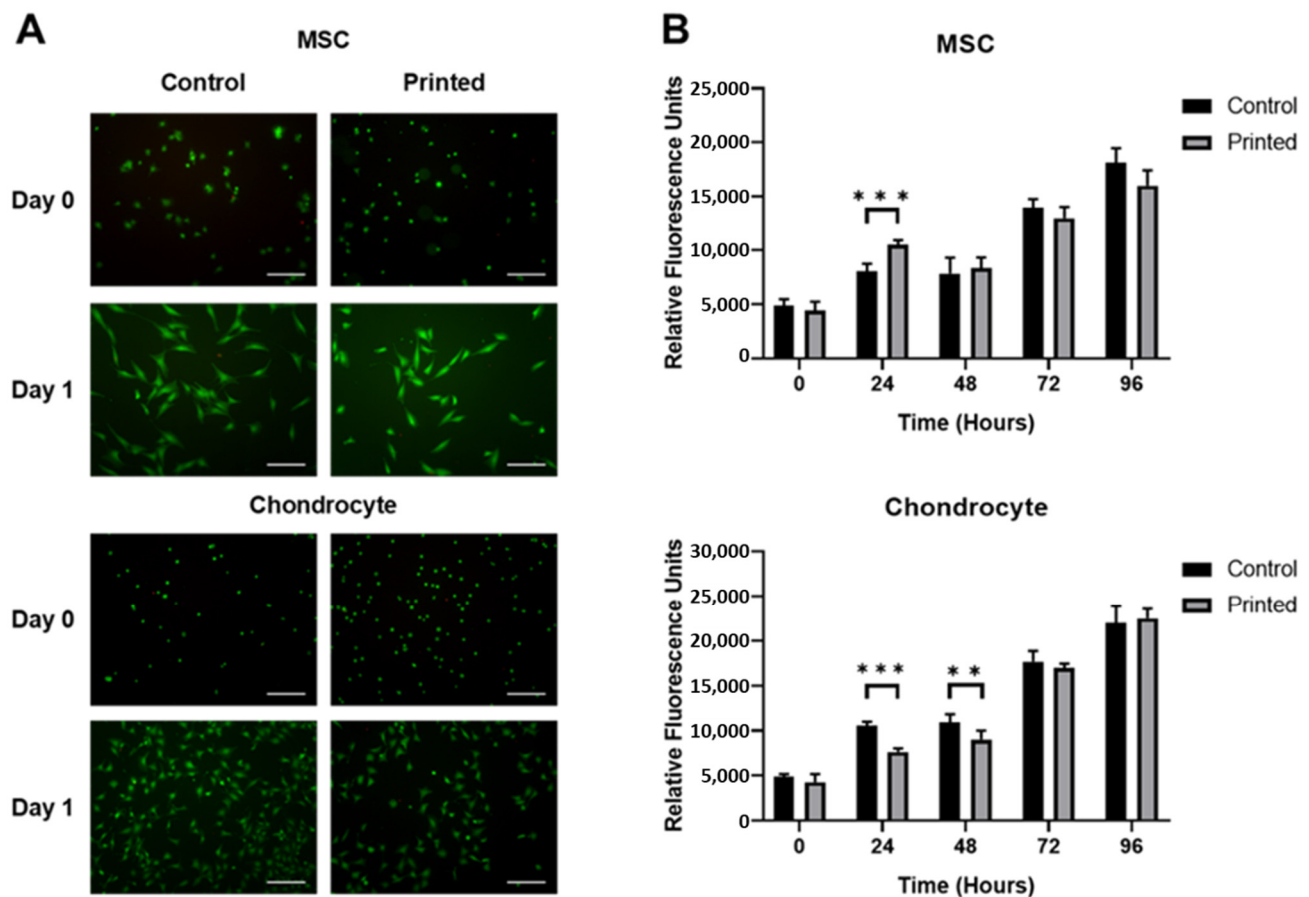 A
MSC
Control Printed
Day 0
Day 1
Chondrocyte
Day 0
Day 1
B
MSC
Relative Fluorescence Units
25,000
20,000
15,000
10,000
5,000
0
* * *
0 24 48 72 96
Time (Hours)
Control
Printed
Chondrocyte
Relative Fluorescence Units
30,000
25,000
20,000
15,000
10,000
5,000
0
* * *
* *
0 24 48 72 96
Time (Hours)
Control
Printed